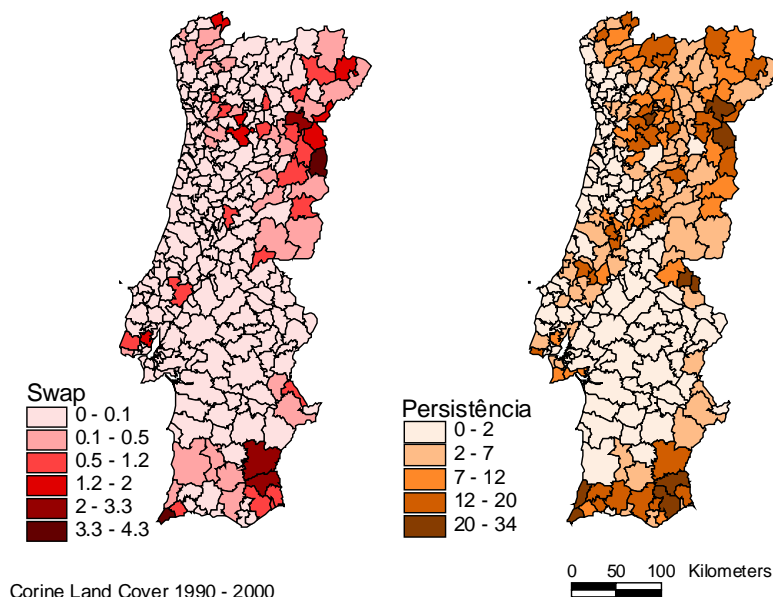 Swap
0 - 0.1
0.1 - 0.5
0.5 - 1.2
1.2 - 2
2 - 3.3
3.3 - 4.3
Persistência
0 - 2
2 - 7
7 - 12
12 - 20
20 - 34
Corine Land Cover 1990 - 2000
0 50 100 Kilometers